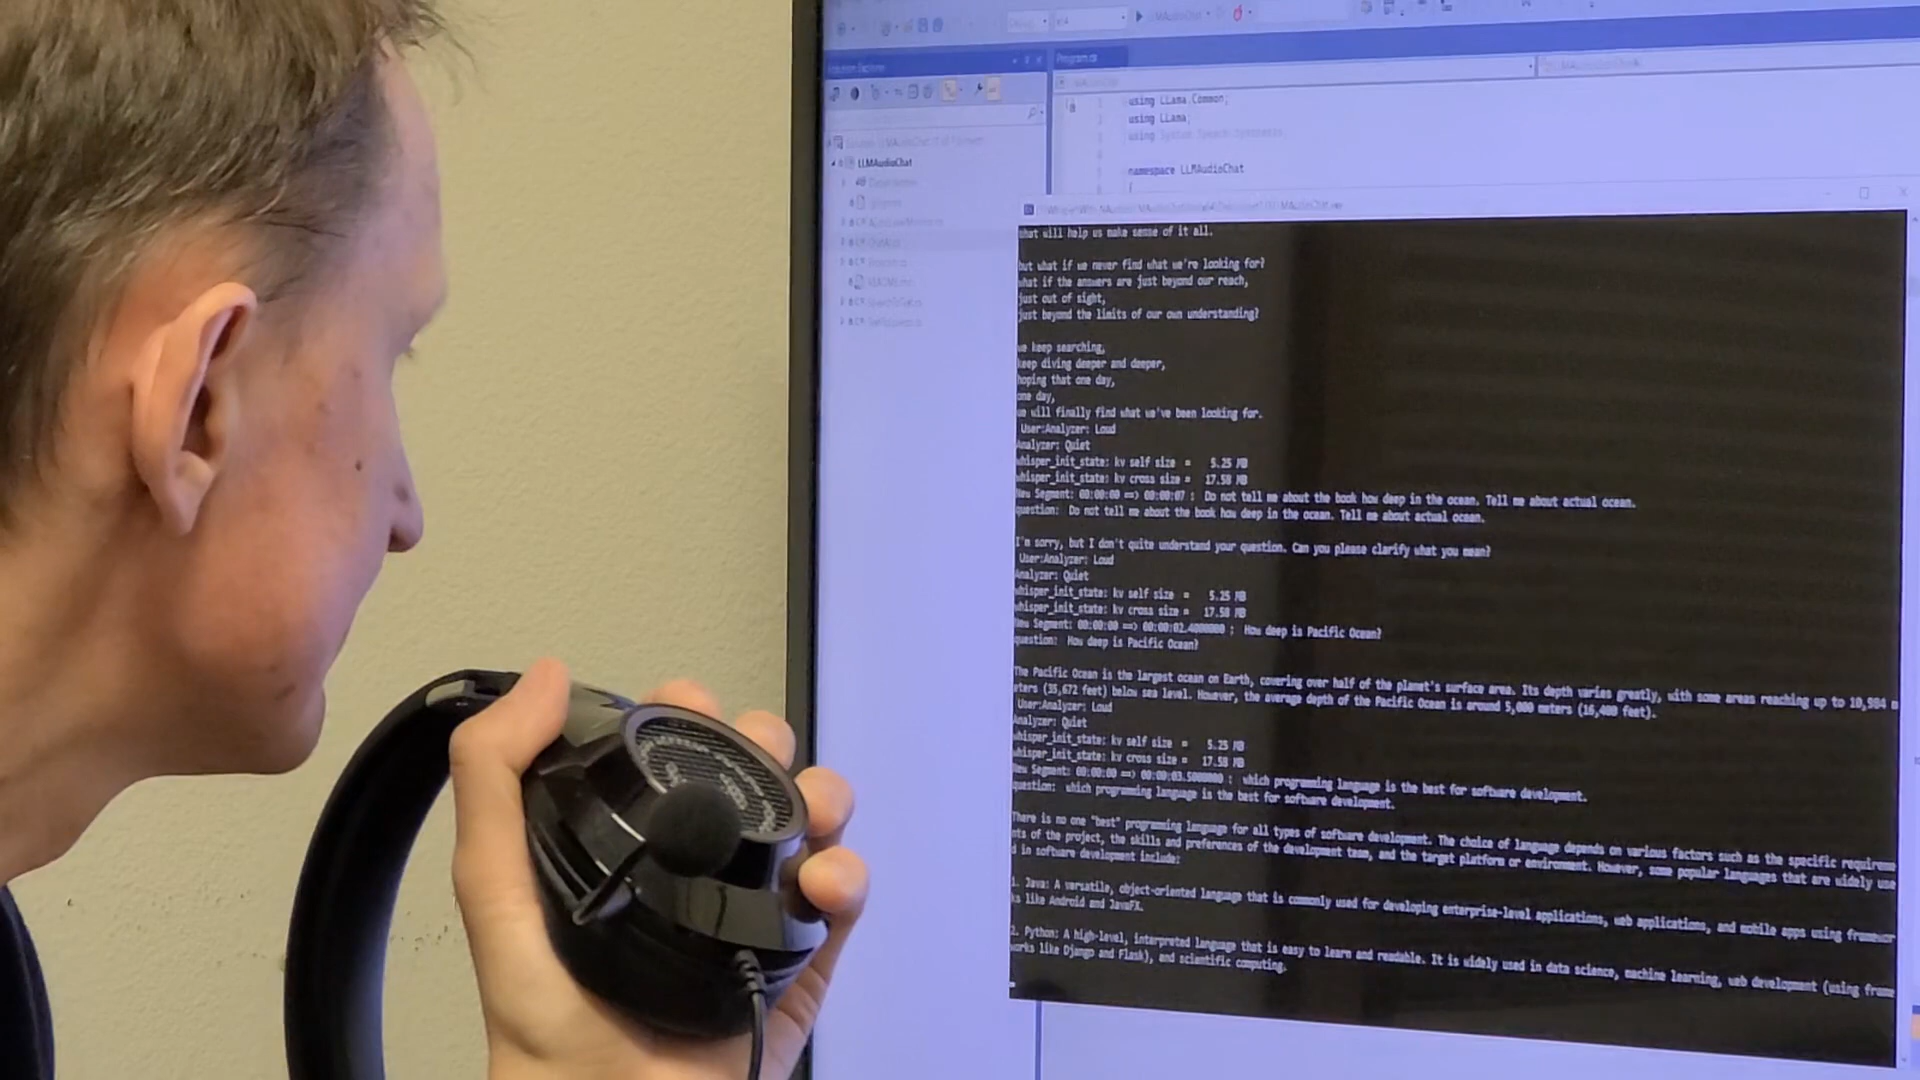 Solution Explorer
Program.cs
using LLama.Common;
using LLama;
using System.Speech.Synthesis;
LLMAudioChat
namespace LLMAudioChat
{
that will help us make sense of it all.
but what if we never find what we're looking for?
what if the answers are just beyond our reach,
just out of sight,
just beyond the limits of our own understanding?
we keep searching,
keep diving deeper and deeper,
hoping that one day,
one day,
we will finally find what we've been looking for.
User:Analyzer: Loud
Analyzer: Quiet
whisper_init_state: kv self size = 5.25 MB
whisper_init_state: kv cross size = 17.58 MB
New Segment: 00:00:00 ==> 00:00:07 : Do not tell me about the book how deep in the ocean. Tell me about actual ocean.
question: Do not tell me about the book how deep in the ocean. Tell me about actual ocean.
I'm sorry, but I don't quite understand your question. Can you please clarify what you mean?
User:Analyzer: Loud
Analyzer: Quiet
whisper_init_state: kv self size = 5.25 MB
whisper_init_state: kv cross size = 17.58 MB
New Segment: 00:00:00 ==> 00:00:02.4000000 : How deep is Pacific Ocean?
question: How deep is Pacific Ocean?
The Pacific Ocean is the largest ocean on Earth, covering over half of the planet's surface area. Its depth varies greatly, with some areas reaching up to 10,984 m
eters (35,672 feet) below sea level. However, the average depth of the Pacific Ocean is around 5,000 meters (16,400 feet).
User:Analyzer: Loud
Analyzer: Quiet
whisper_init_state: kv self size = 5.25 MB
whisper_init_state: kv cross size = 17.58 MB
New Segment: 00:00:00 ==> 00:00:03.5000000 : which programming language is the best for software development.
question: which programming language is the best for software development.
There is no one "best" programming language for all types of software development. The choice of language depends on various factors such as the specific requireme
nts of the project, the skills and preferences of the development team, and the target platform or environment. However, some popular languages that are widely use
d in software development include:
1. Java: A versatile, object-oriented language that is commonly used for developing enterprise-level applications, web applications, and mobile apps using framewor
ks like Android and JavaFX.
2. Python: A high-level, interpreted language that is easy to learn and readable. It is widely used in data science, machine learning, web development (using frame
works like Django and Flask), and scientific computing.